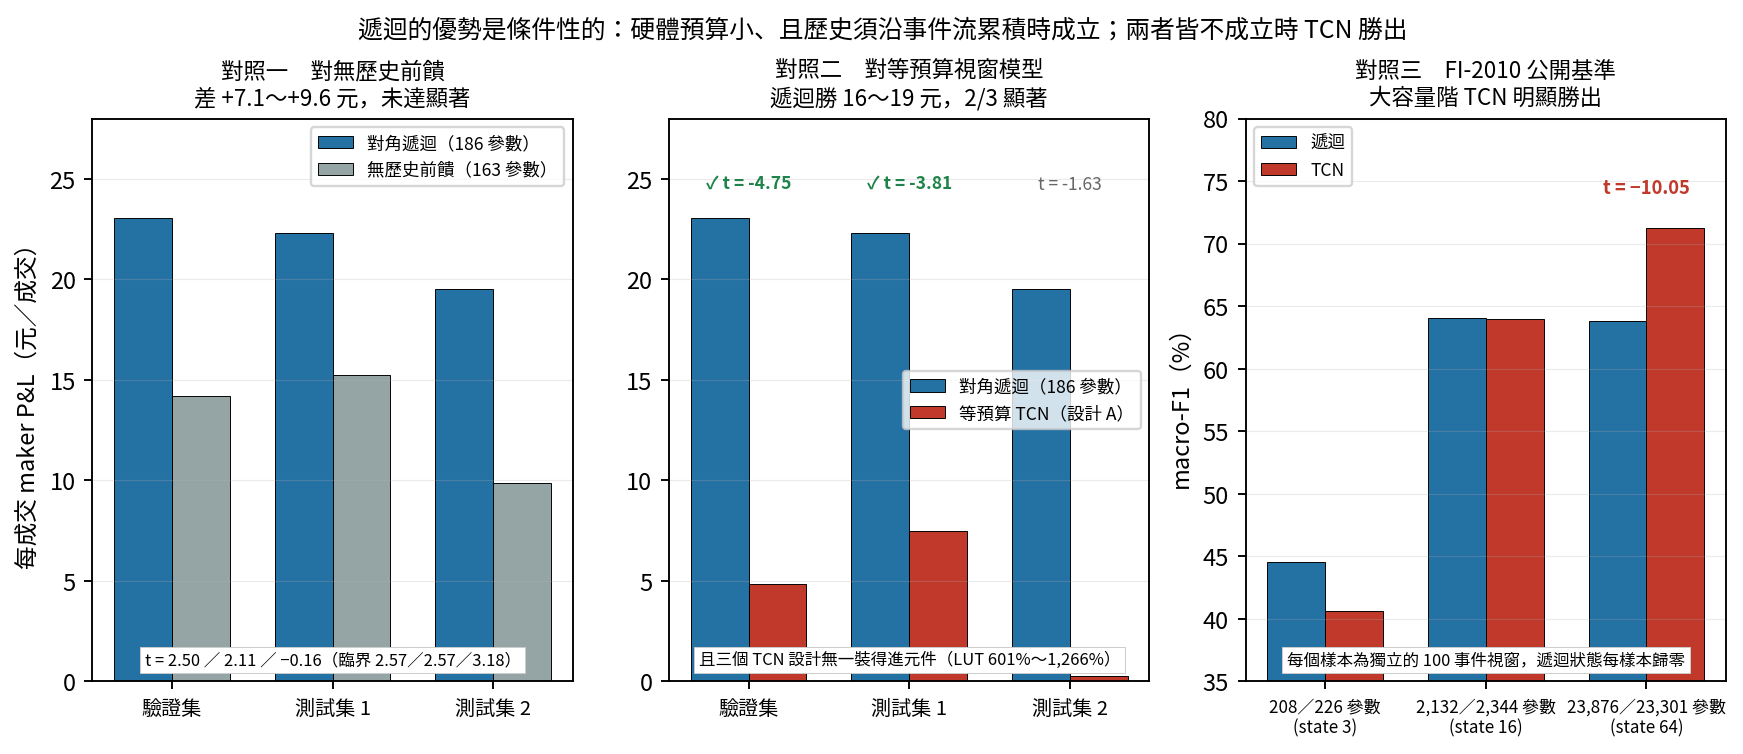 遞迴的優勢是條件性的：硬體預算小、且歷史須沿事件流累積時成立；兩者皆不成立時 TCN 勝出
對照一　對無歷史前饋
差 +7.1～+9.6 元，未達顯著
對角遞迴（186 參數）
無歷史前饋（163 參數）
每成交 maker P&L（元／成交）
25
20
15
10
5
0
t = 2.50 ／ 2.11 ／ −0.16（臨界 2.57／2.57／3.18）
驗證集
測試集 1
測試集 2
對照二　對等預算視窗模型
遞迴勝 16～19 元，2/3 顯著
✓ t = -4.75
✓ t = -3.81
t = -1.63
對角遞迴（186 參數）
等預算 TCN（設計 A）
25
20
15
10
5
0
且三個 TCN 設計無一裝得進元件（LUT 601%～1,266%）
驗證集
測試集 1
測試集 2
對照三　FI-2010 公開基準
大容量階 TCN 明顯勝出
遞迴
TCN
t = −10.05
macro-F1（%）
80
75
70
65
60
55
50
45
40
35
每個樣本為獨立的 100 事件視窗，遞迴狀態每樣本歸零
208／226 參數
(state 3)
2,132／2,344 參數
(state 16)
23,876／23,301 參數
(state 64)